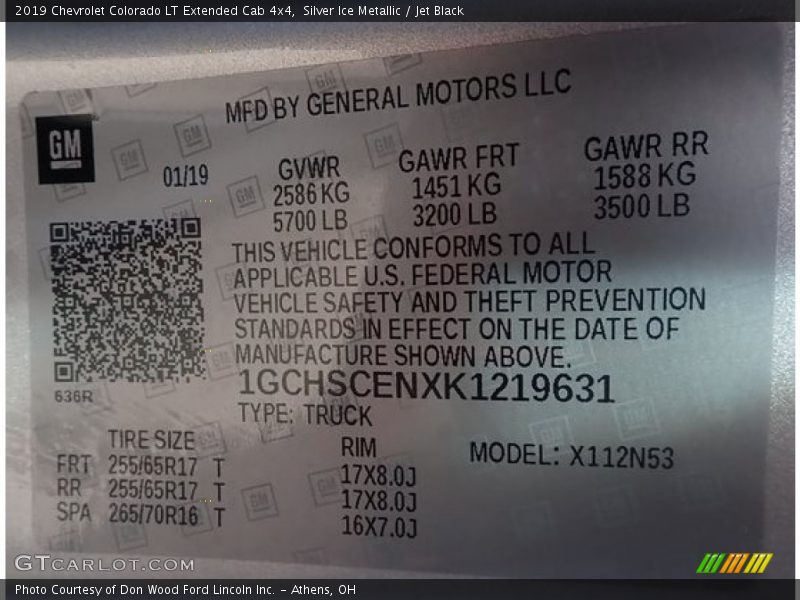 2019 Chevrolet Colorado LT Extended Cab 4x4, Silver Ice Metallic / Jet Black
MFD BY GENERAL MOTORS LLC
GM
01/19 GVWR GAWR FRT GAWR RR
2586 KG 1451 KG 1588 KG
5700 LB 3200 LB 3500 LB
THIS VEHICLE CONFORMS TO ALL
APPLICABLE U.S. FEDERAL MOTOR
VEHICLE SAFETY AND THEFT PREVENTION
STANDARDS IN EFFECT ON THE DATE OF
MANUFACTURE SHOWN ABOVE.
636R
1GCHSCENXK1219631
TYPE: TRUCK
TIRE SIZE RIM MODEL: X112N53
FRT 255/65R17 T 17X8.0J
RR 255/65R17 T 17X8.0J
SPA 265/70R16 T 16X7.0J
GTCARLOT.COM
Photo Courtesy of Don Wood Ford Lincoln Inc. - Athens, OH